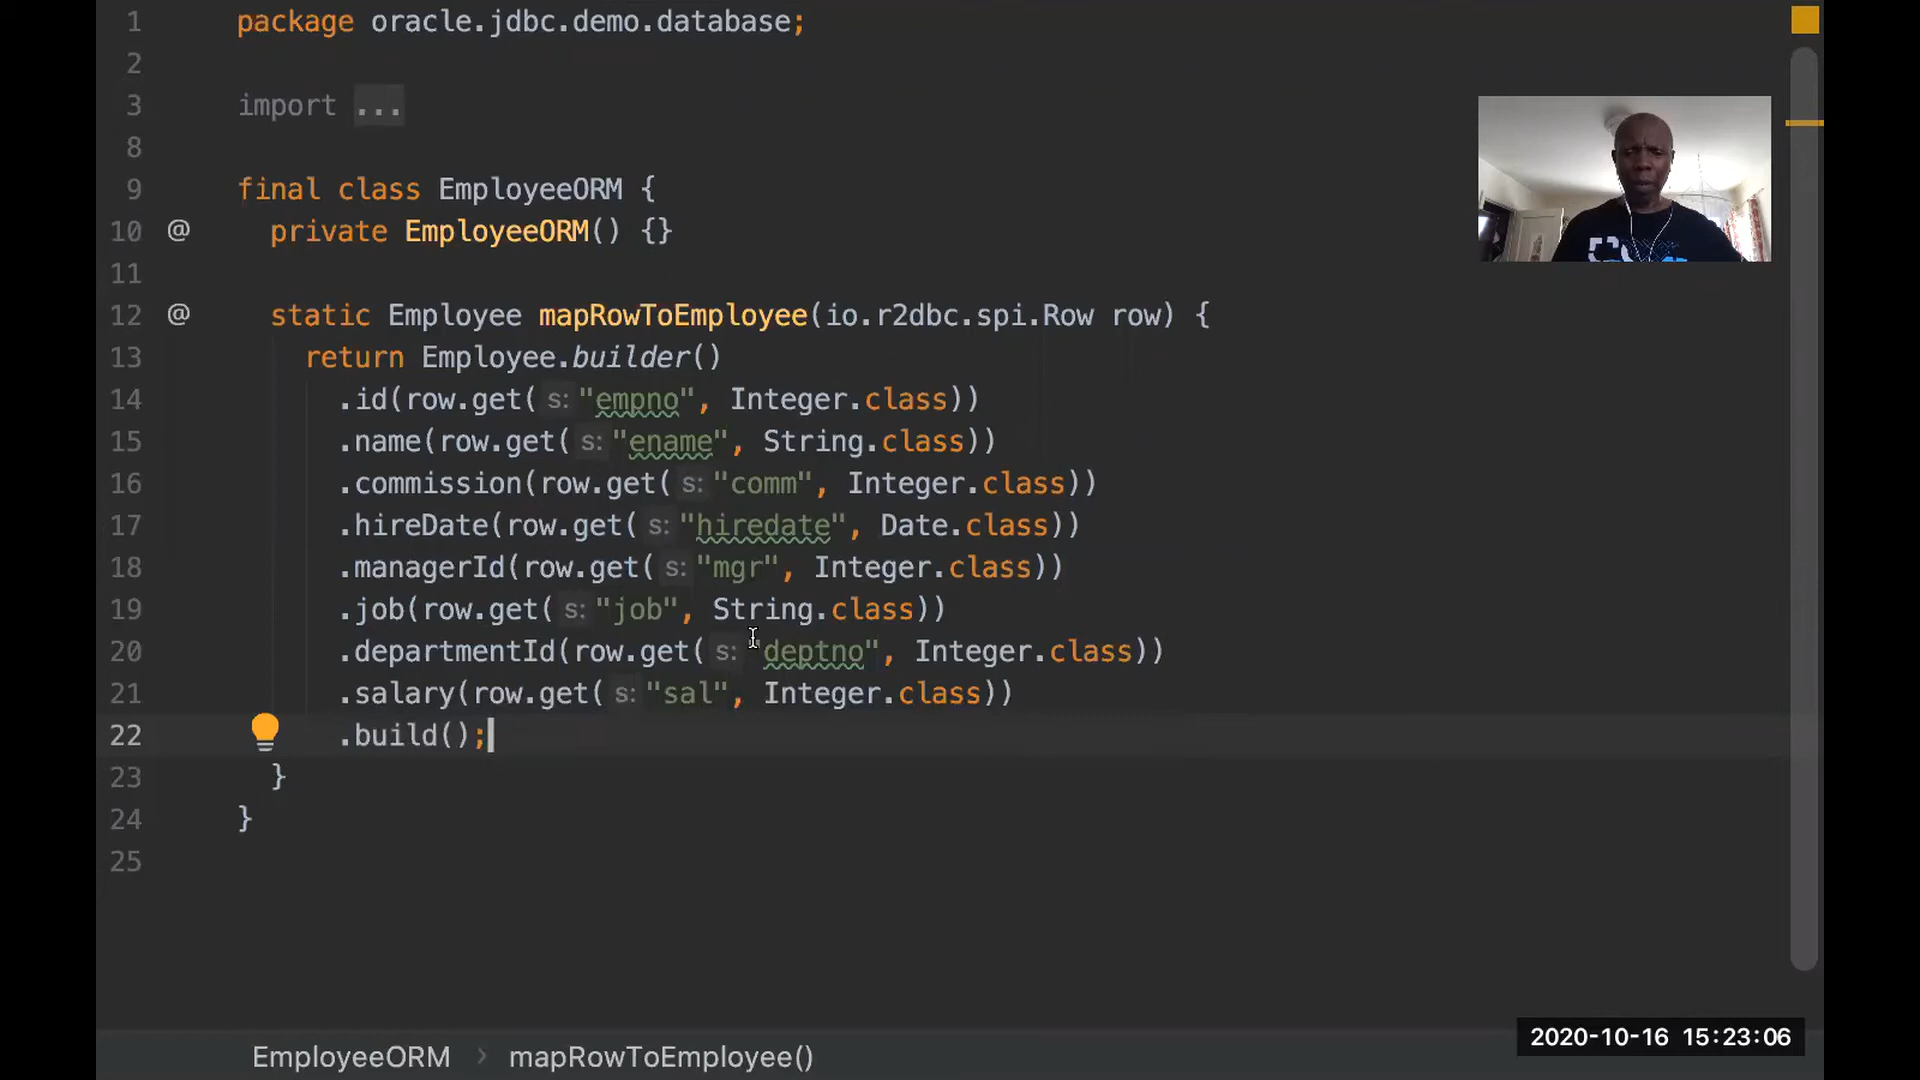 1 package oracle.jdbc.demo.database;
2
3 import ...
8
9 final class EmployeeORM {
10 @ private EmployeeORM() {}
11
12 @ static Employee mapRowToEmployee(io.r2dbc.spi.Row row) {
13 return Employee.builder()
14 .id(row.get( s: "empno", Integer.class))
15 .name(row.get( s: "ename", String.class))
16 .commission(row.get( s: "comm", Integer.class))
17 .hireDate(row.get( s: "hiredate", Date.class))
18 .managerId(row.get( s: "mgr", Integer.class))
19 .job(row.get( s: "job", String.class))
20 .departmentId(row.get( s: "deptno", Integer.class))
21 .salary(row.get( s: "sal", Integer.class))
22 .build();
23 }
24 }
25
2020-10-16 15:23:06
EmployeeORM > mapRowToEmployee()